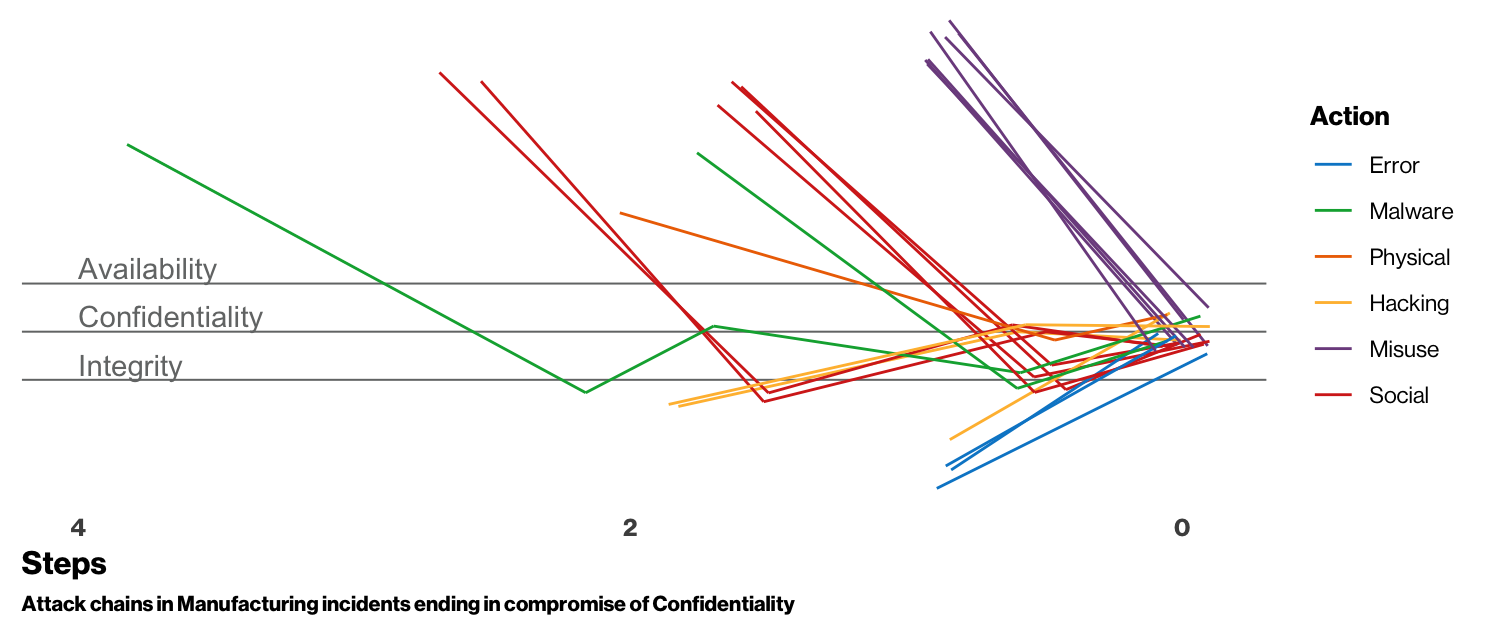 Availability
Confidentiality
Integrity
4 2 0
Steps
Attack chains in Manufacturing incidents ending in compromise of Confidentiality
Action
Error
Malware
Physical
Hacking
Misuse
Social